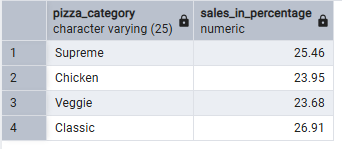 pizza_category sales_in_percentage
character varying (25) numeric
1 Supreme 25.46
2 Chicken 23.95
3 Veggie 23.68
4 Classic 26.91